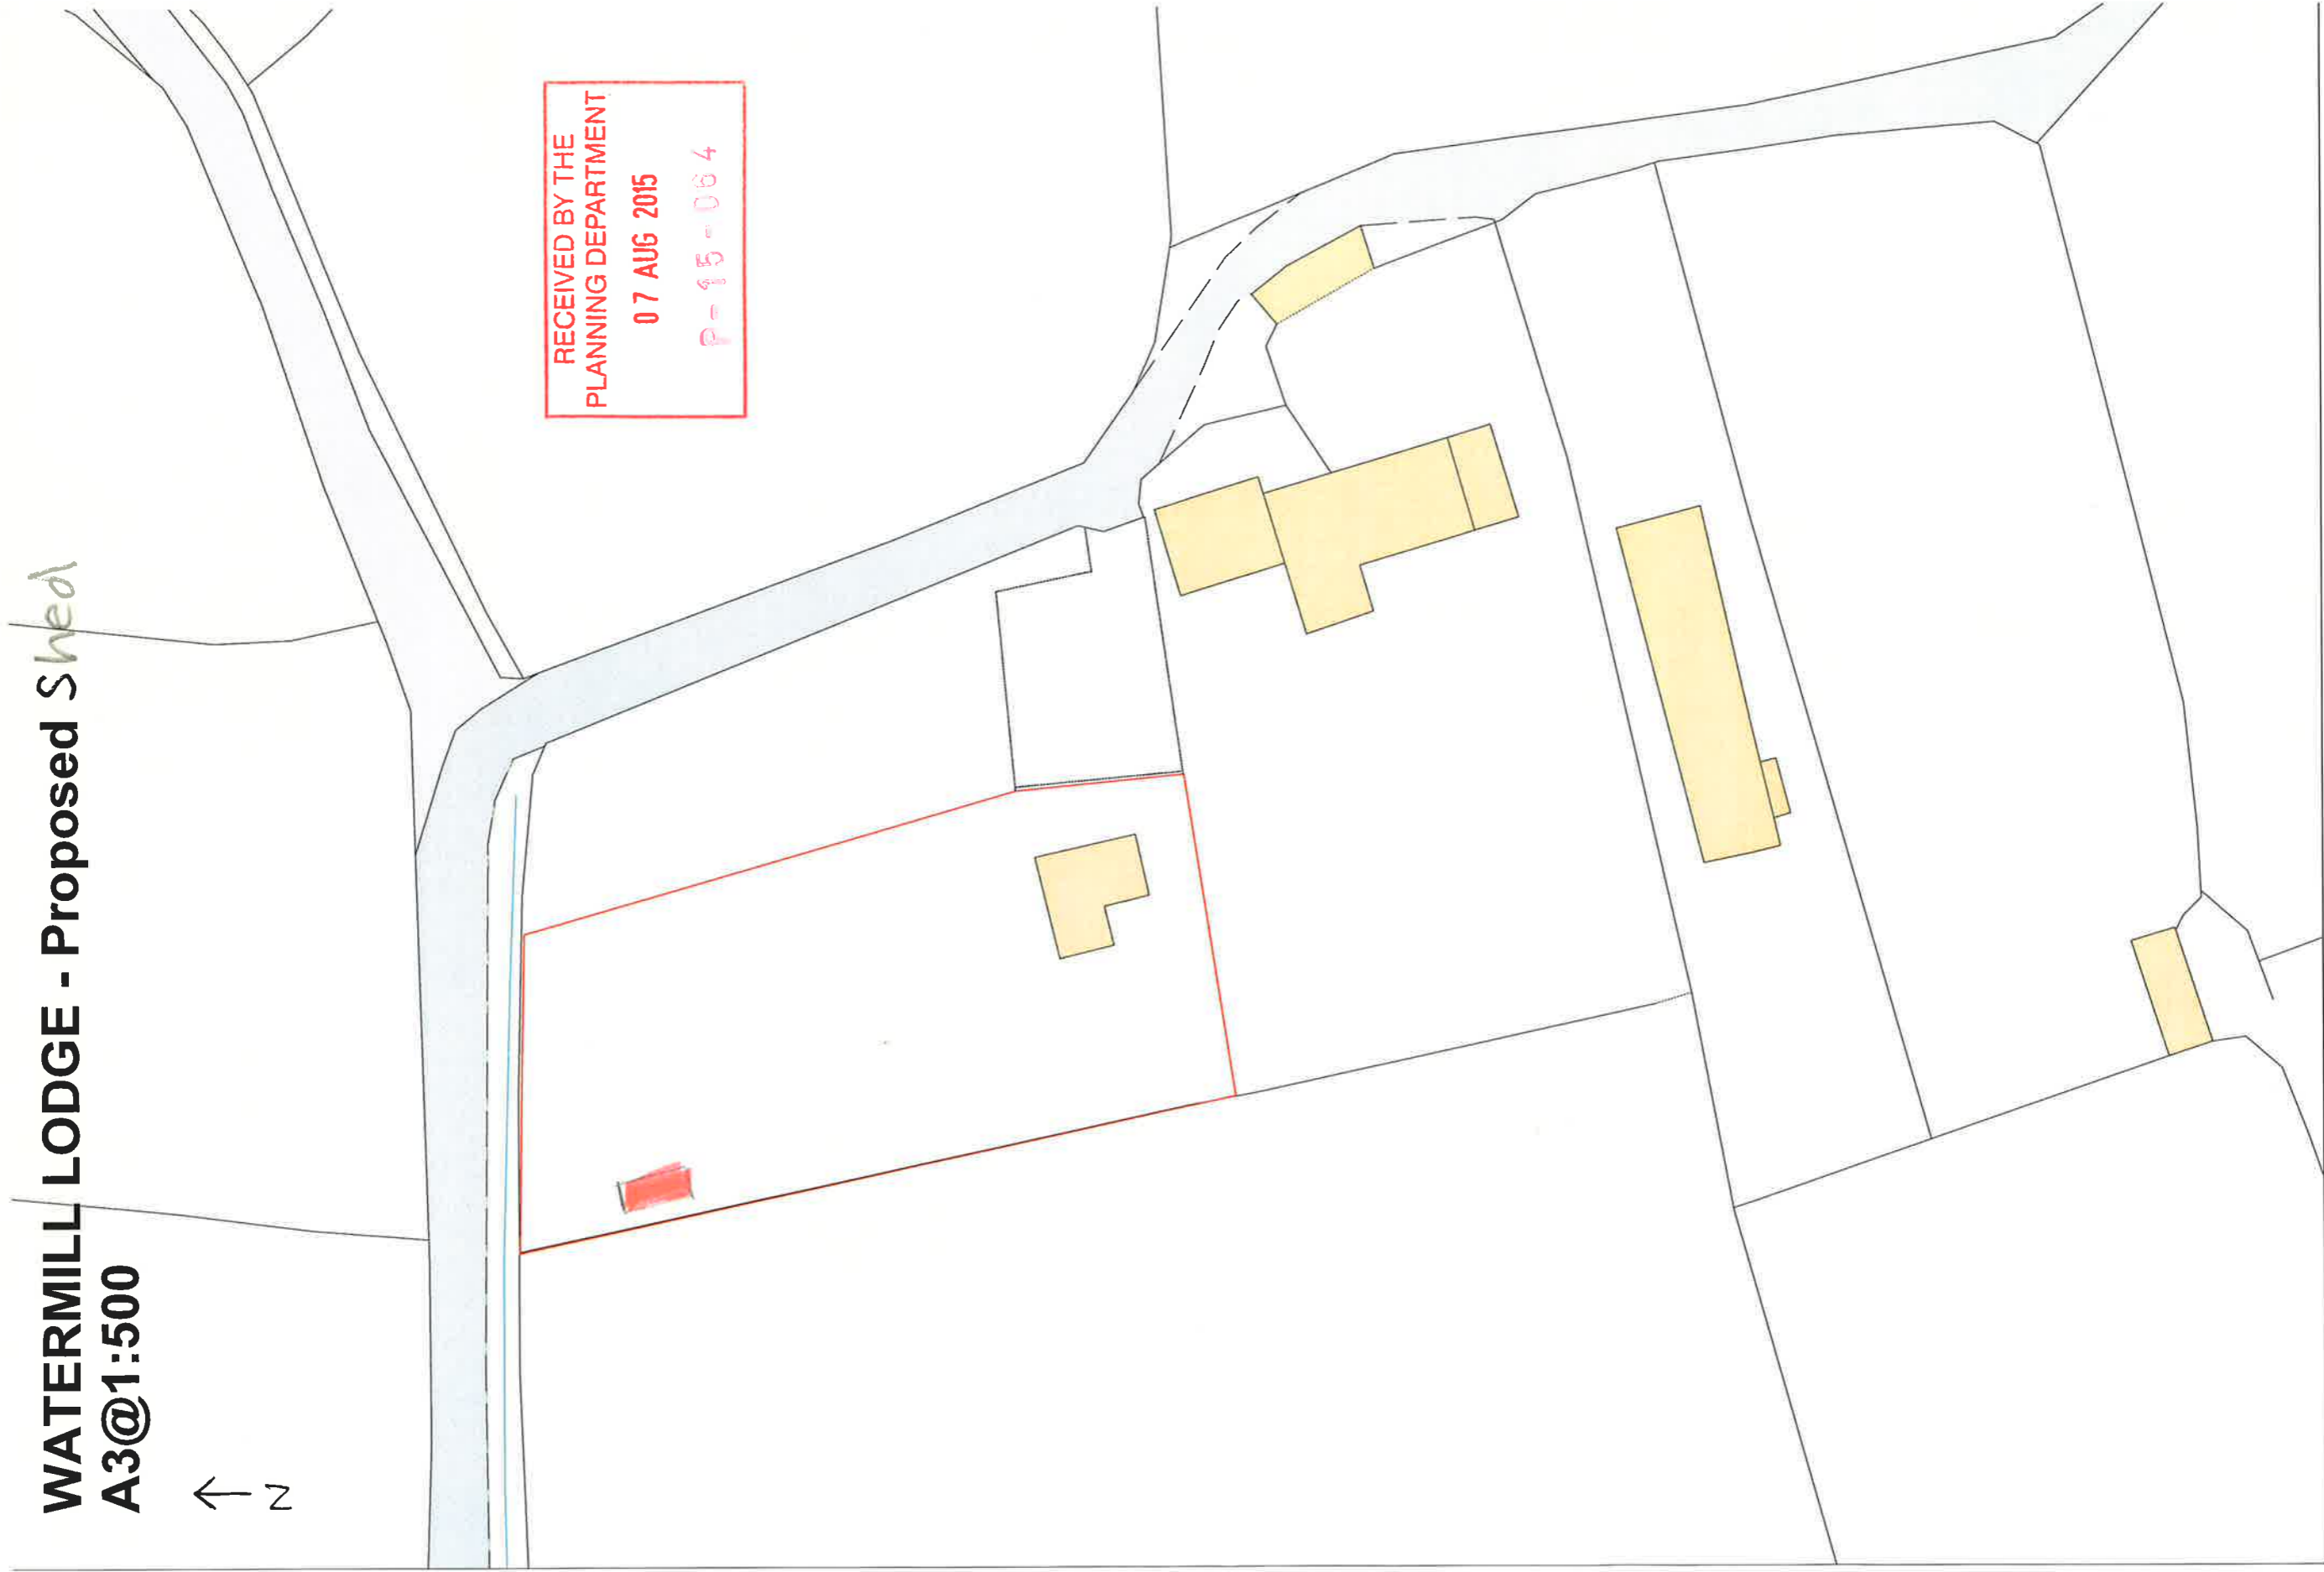 WATERMILL LODGE - Proposed Shed
A3@1:500
← N
RECEIVED BY THE
PLANNING DEPARTMENT
07 AUG 2015
P-15-064